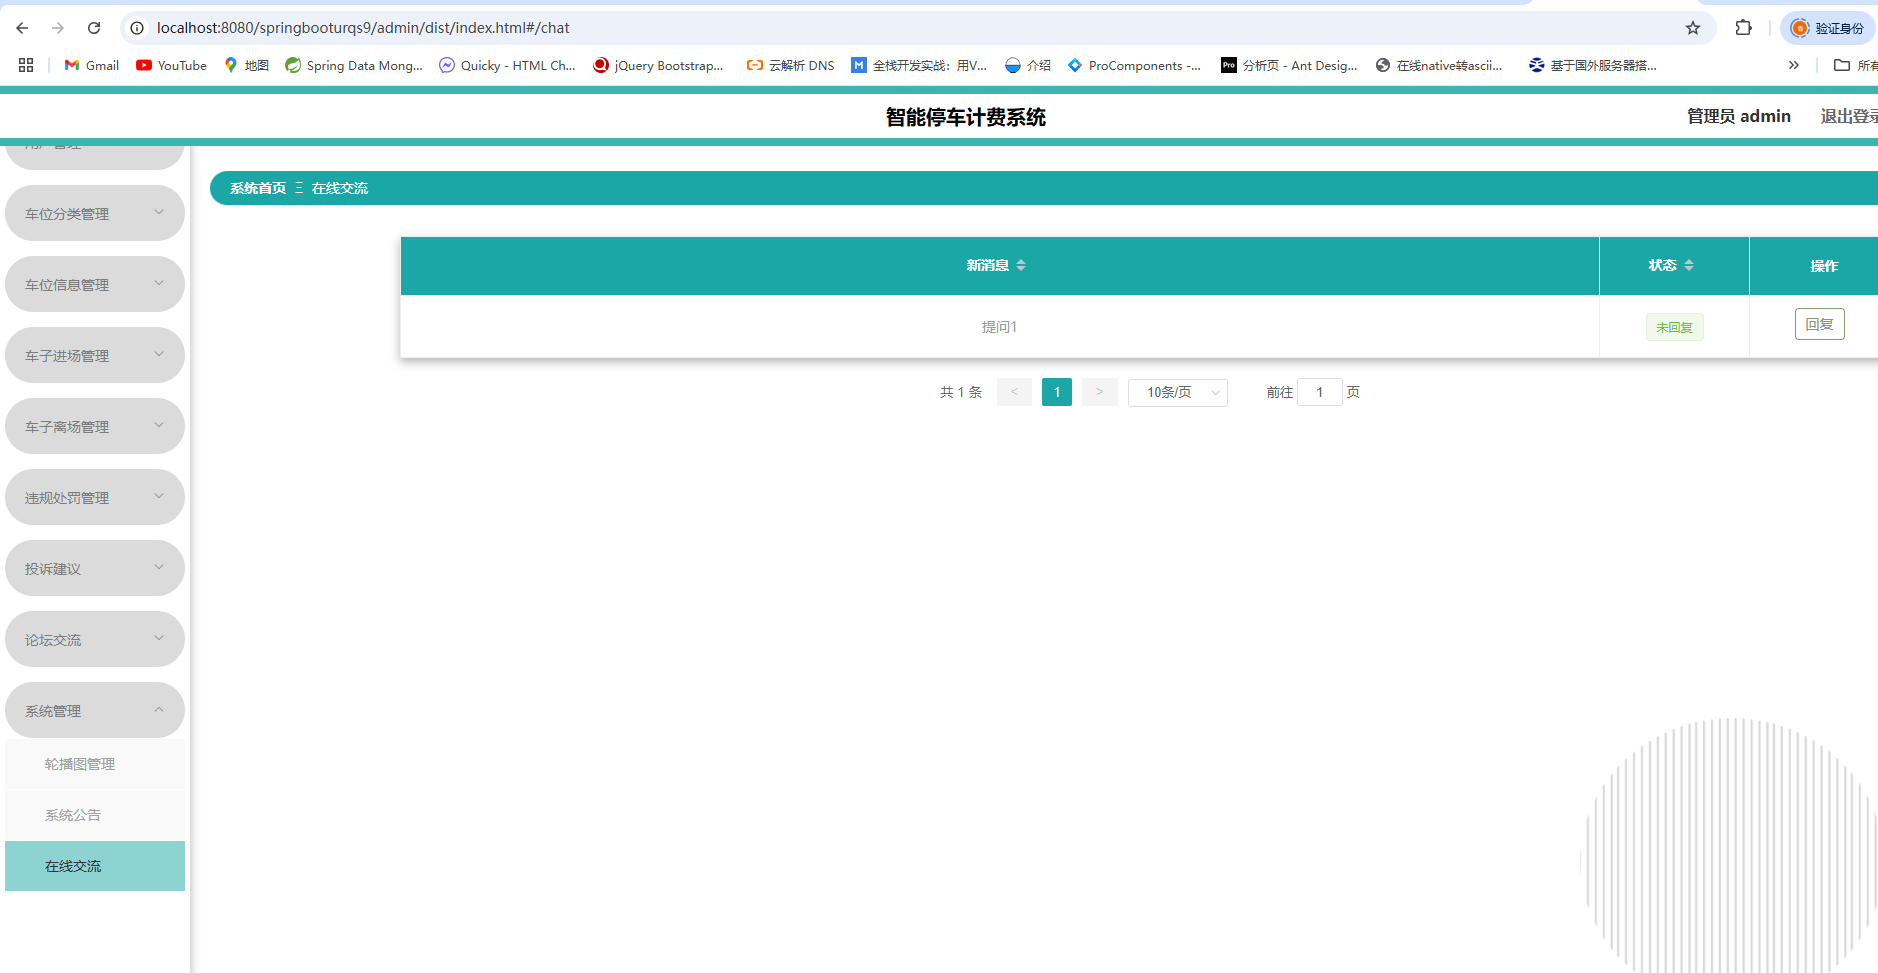 localhost:8080/springbooturqs9/admin/dist/index.html#/chat
验证身份
Gmail YouTube 地图 Spring Data Mong... Quicky - HTML Ch... jQuery Bootstrap... 云解析 DNS 全栈开发实战：用V... 介绍 ProComponents -... 分析页 - Ant Desig... 在线native转ascii... 基于国外服务器搭... 所有
智能停车计费系统
管理员 admin
退出登录
用户管理
车位分类管理
车位信息管理
车子进场管理
车子离场管理
违规处罚管理
投诉建议
论坛交流
系统管理
轮播图管理
系统公告
在线交流
系统首页 Ξ 在线交流
新消息 状态 操作
提问1 未回复 回复
共 1 条 < 1 > 10条/页 前往 1 页